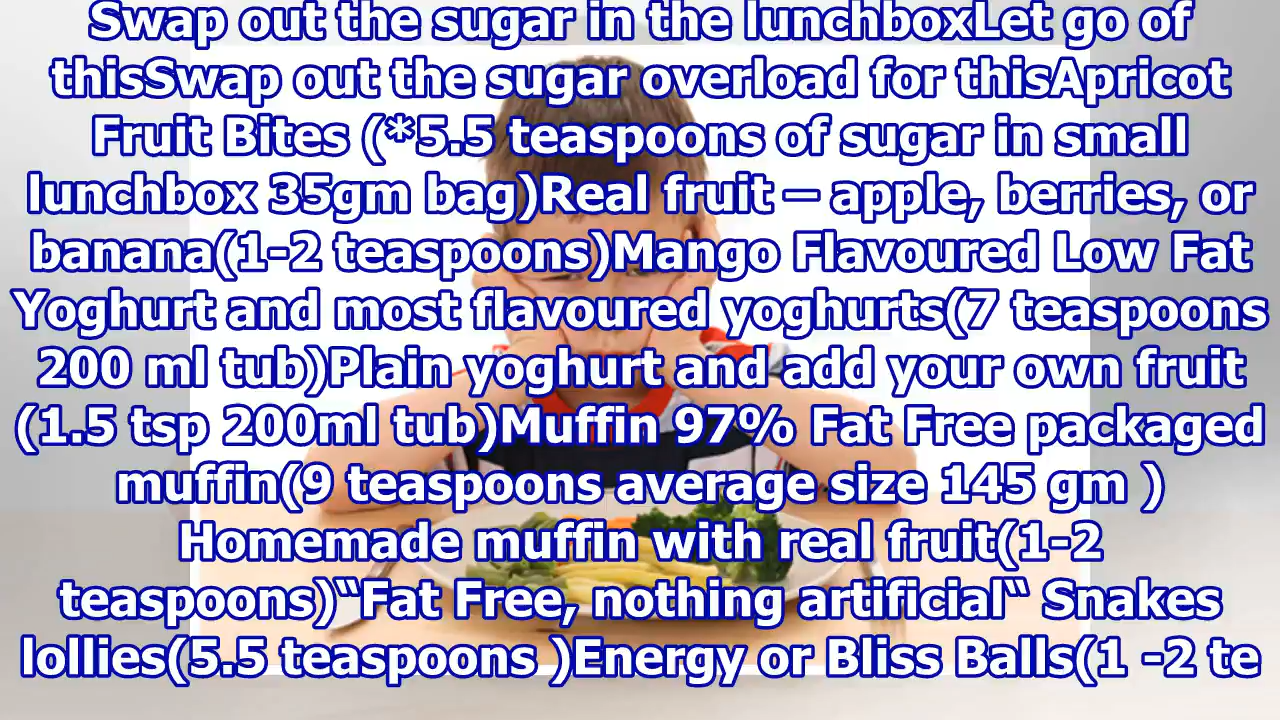 Swap out the sugar in the lunchboxLet go of
thisSwap out the sugar overload for thisApricot
Fruit Bites (*5.5 teaspoons of sugar in small
lunchbox 35gm bag)Real fruit – apple, berries, or
banana(1-2 teaspoons)Mango Flavoured Low Fat
Yoghurt and most flavoured yoghurts(7 teaspoons
200 ml tub)Plain yoghurt and add your own fruit
(1.5 tsp 200ml tub)Muffin 97% Fat Free packaged
muffin(9 teaspoons average size 145 gm )
Homemade muffin with real fruit(1-2
teaspoons)“Fat Free, nothing artificial“ Snakes
lollies(5.5 teaspoons )Energy or Bliss Balls(1 -2 te